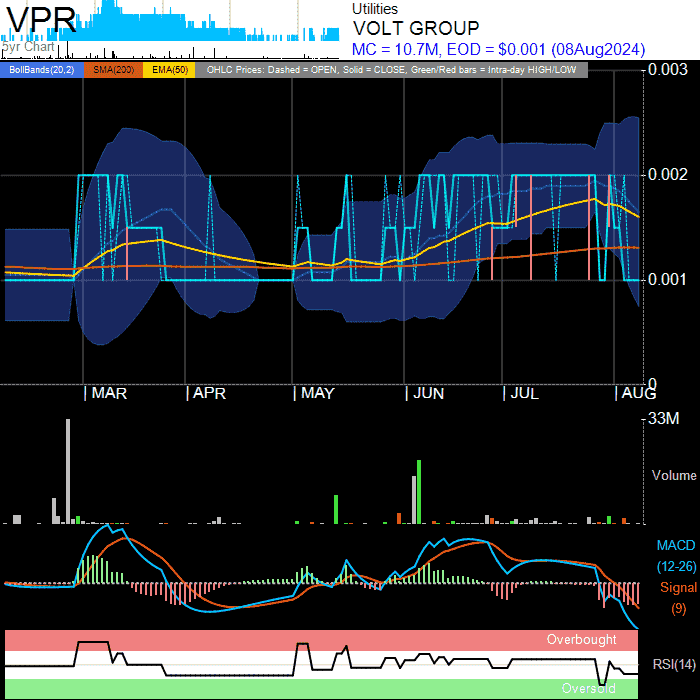 VPR
5yr Chart
Utilities
VOLT GROUP
MC = 10.7M, EOD = $0.001 (08Aug2024)
BollBands(20,2) SMA(200) EMA(50) OHLC Prices: Dashed = OPEN, Solid = CLOSE, Green/Red bars = Intra-day HIGH/LOW
0.003
0.002
0.001
0
| MAR | APR | MAY | JUN | JUL | AUG
33M
Volume
MACD
(12-26)
Signal
(9)
Overbought
RSI(14)
Oversold